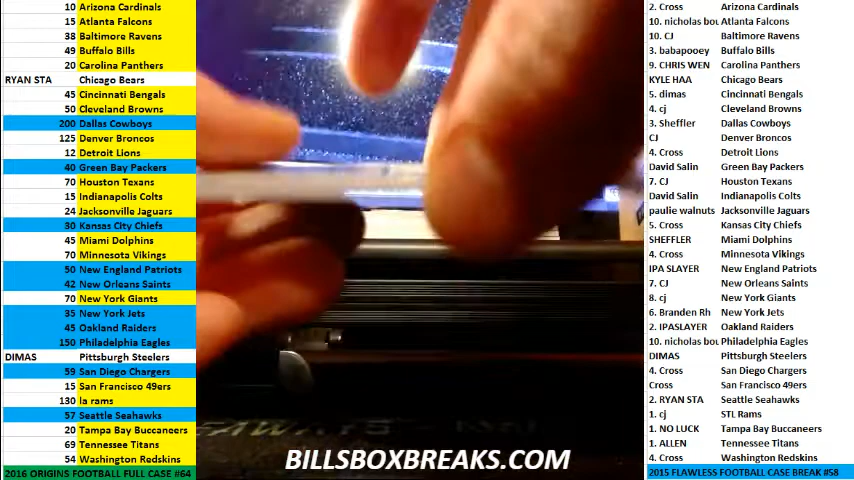 10 Arizona Cardinals
15 Atlanta Falcons
38 Baltimore Ravens
49 Buffalo Bills
20 Carolina Panthers
RYAN STA Chicago Bears
45 Cincinnati Bengals
50 Cleveland Browns
200 Dallas Cowboys
125 Denver Broncos
12 Detroit Lions
40 Green Bay Packers
70 Houston Texans
15 Indianapolis Colts
24 Jacksonville Jaguars
30 Kansas City Chiefs
45 Miami Dolphins
70 Minnesota Vikings
50 New England Patriots
42 New Orleans Saints
70 New York Giants
35 New York Jets
45 Oakland Raiders
150 Philadelphia Eagles
DIMAS Pittsburgh Steelers
59 San Diego Chargers
15 San Francisco 49ers
130 la rams
57 Seattle Seahawks
20 Tampa Bay Buccaneers
69 Tennessee Titans
54 Washington Redskins
2016 ORIGINS FOOTBALL FULL CASE #64
BILLSBOXBREAKS.COM
2. Cross Arizona Cardinals
10. nicholas bou Atlanta Falcons
10. CJ Baltimore Ravens
3. babapooey Buffalo Bills
9. CHRIS WEN Carolina Panthers
KYLE HAA Chicago Bears
5. dimas Cincinnati Bengals
4. cj Cleveland Browns
3. Sheffler Dallas Cowboys
CJ Denver Broncos
4. Cross Detroit Lions
David Salin Green Bay Packers
7. CJ Houston Texans
David Salin Indianapolis Colts
paulie walnuts Jacksonville Jaguars
5. Cross Kansas City Chiefs
SHEFFLER Miami Dolphins
4. Cross Minnesota Vikings
IPA SLAYER New England Patriots
7. CJ New Orleans Saints
8. cj New York Giants
6. Branden Rh New York Jets
2. IPASLAYER Oakland Raiders
10. nicholas bou Philadelphia Eagles
DIMAS Pittsburgh Steelers
4. Cross San Diego Chargers
Cross San Francisco 49ers
2. RYAN STA Seattle Seahawks
1. cj STL Rams
1. NO LUCK Tampa Bay Buccaneers
1. ALLEN Tennessee Titans
4. Cross Washington Redskins
2015 FLAWLESS FOOTBALL CASE BREAK #58